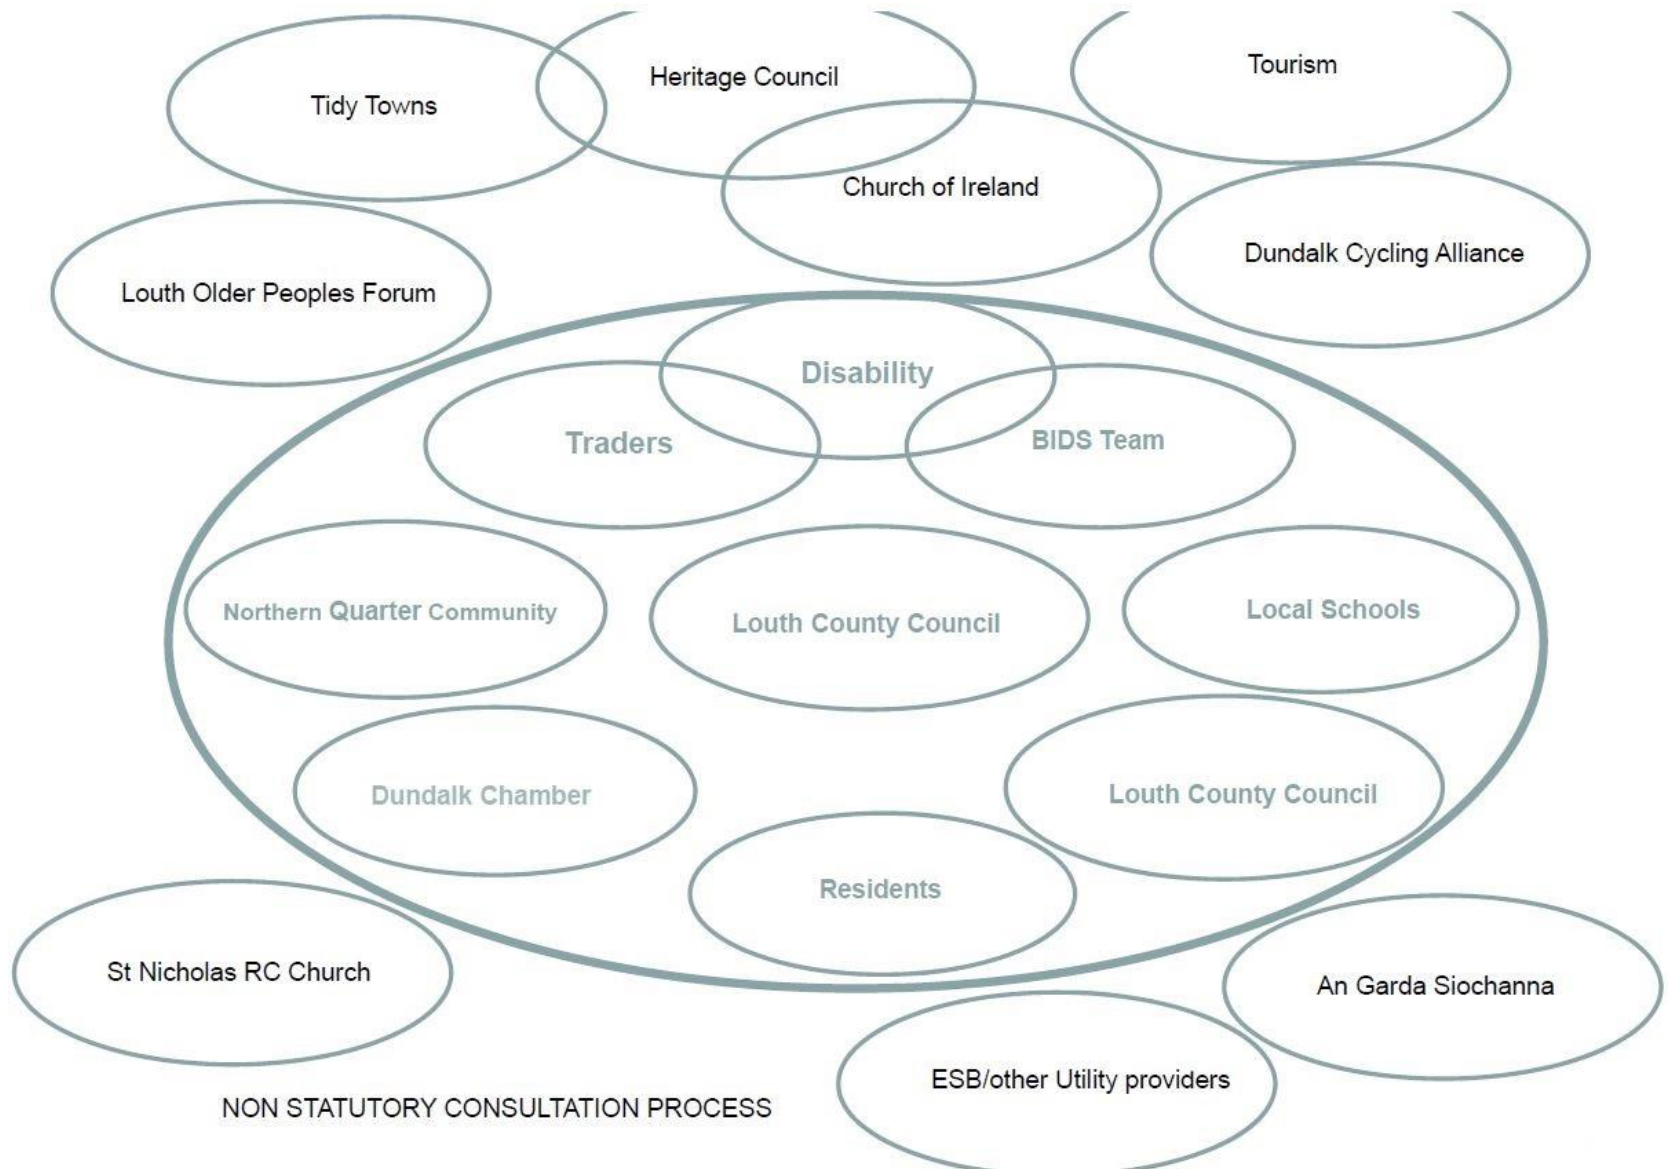 Heritage Council
Tourism
Tidy Towns
Church of Ireland
Dundalk Cycling Alliance
Louth Older Peoples Forum
Disability
Traders
BIDS Team
Northern Quarter Community
Louth County Council
Local Schools
Dundalk Chamber
Louth County Council
Residents
St Nicholas RC Church
An Garda Siochanna
ESB/other Utility providers
NON STATUTORY CONSULTATION PROCESS